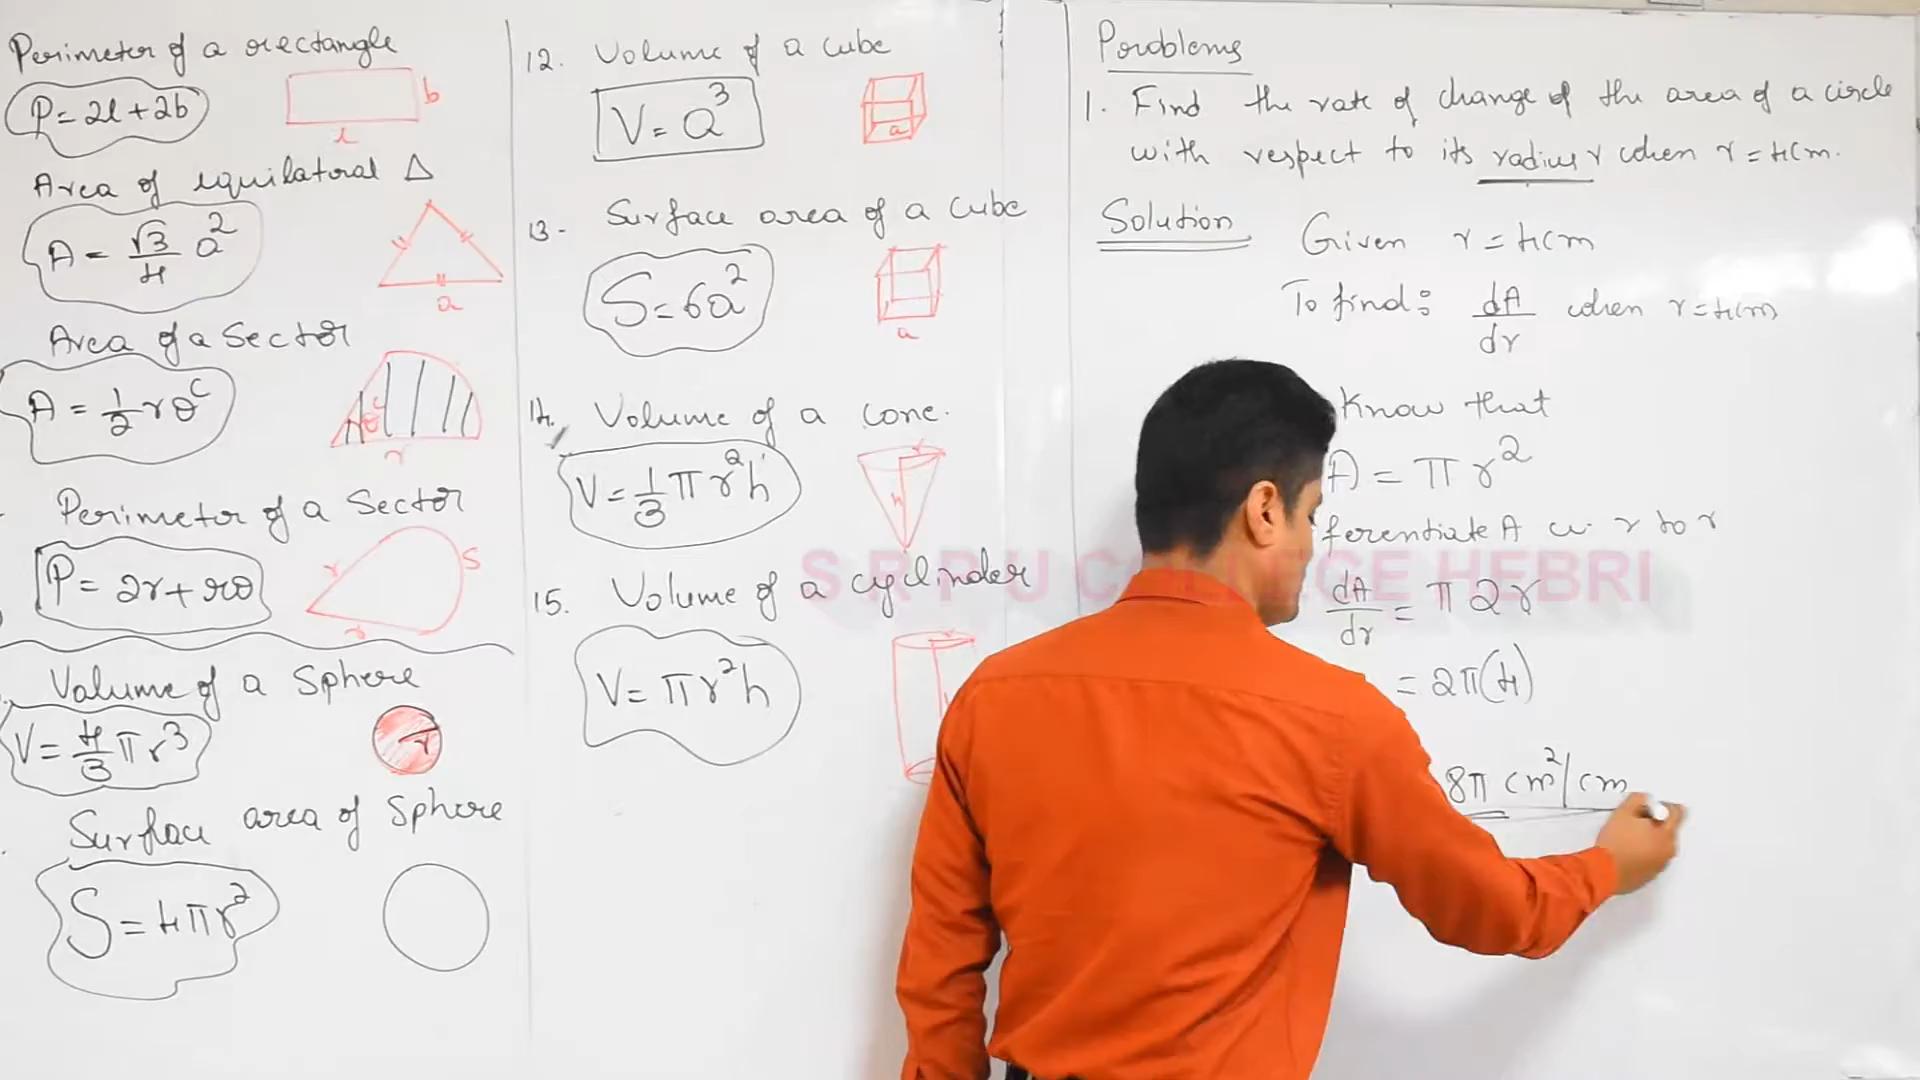 Perimeter of a rectangle
P = 2l + 2b
b
l
Area of equilateral Δ
A = √3/4 a²
a
Area of a Sector
A = 1/2 r θᶜ
θᶜ
r
Perimeter of a Sector
P = 2r + rθ
r
S
r
Volume of a Sphere
V = 4/3 π r³
r
Surface area of Sphere
S = 4πr²
12. Volume of a cube
V = a³
a
13- Surface area of a cube
S = 6a²
a
14. Volume of a cone.
V = 1/3 π r² h
r
h
15. Volume of a cyclinder
V = πr²h
r
Problems
1. Find the rate of change of the area of a circle
with respect to its radius r when r = 4cm.
Solution
Given r = 4cm
To find: dA/dr when r = 4cm
Know that
A = π r²
ferentiate A w. r to r
dA/dr = π 2r
= 2π(4)
8π cm²/cm
S R P U COLLEGE HEBRI